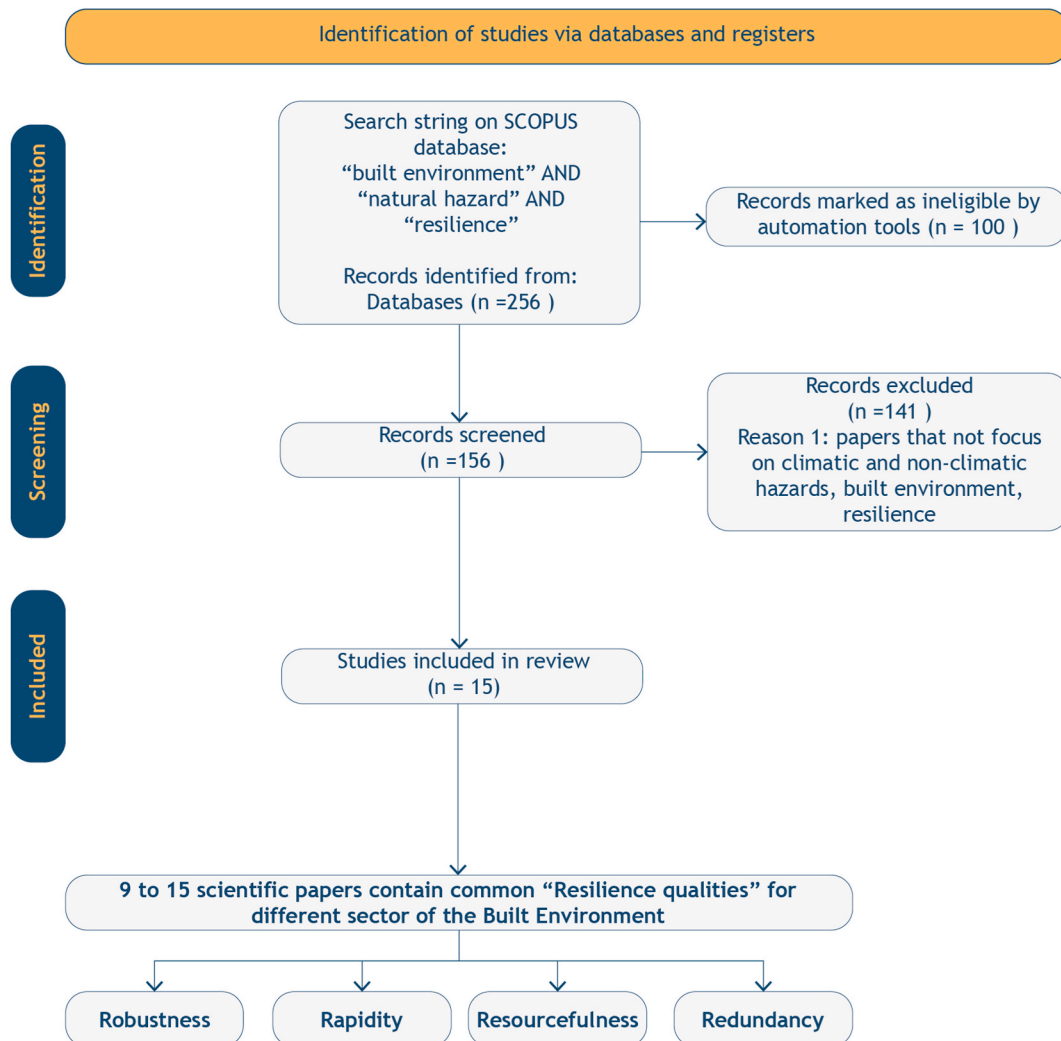 Identification of studies via databases and registers
Identification
Search string on SCOPUS
database:
“built environment” AND
“natural hazard” AND
“resilience”
Records identified from:
Databases (n =256 )
Records marked as ineligible by
automation tools (n = 100 )
Screening
Records screened
(n =156 )
Records excluded
(n =141 )
Reason 1: papers that not focus
on climatic and non-climatic
hazards, built environment,
resilience
Included
Studies included in review
(n = 15)
9 to 15 scientific papers contain common “Resilience qualities” for
different sector of the Built Environment
Robustness
Rapidity
Resourcefulness
Redundancy